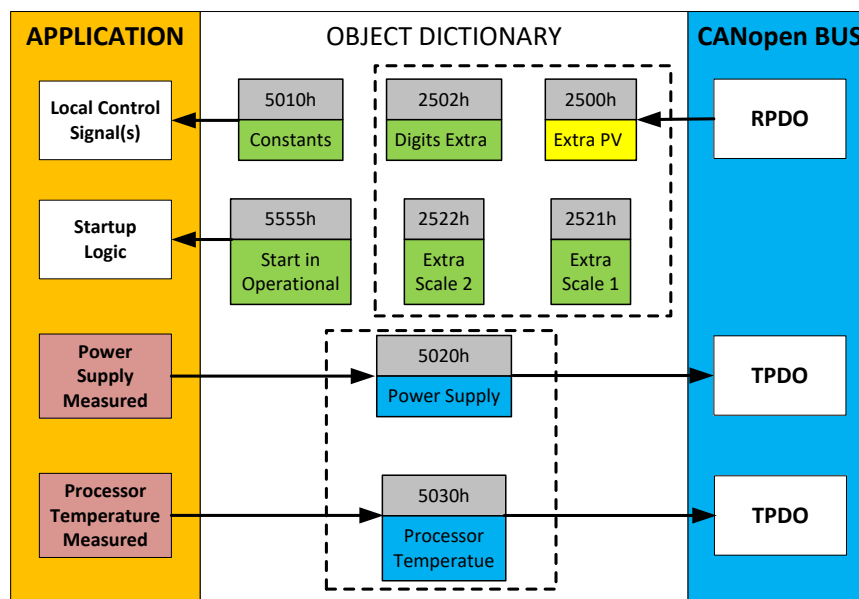 APPLICATION
OBJECT DICTIONARY
CANopen BUS
Local Control
Signal(s)
5010h
Constants
2502h
Digits Extra
2500h
Extra PV
RPDO
Startup
Logic
5555h
Start in
Operational
2522h
Extra
Scale 2
2521h
Extra
Scale 1
Power
Supply
Measured
5020h
Power Supply
TPDO
Processor
Temperature
Measured
5030h
Processor
Temperatue
TPDO